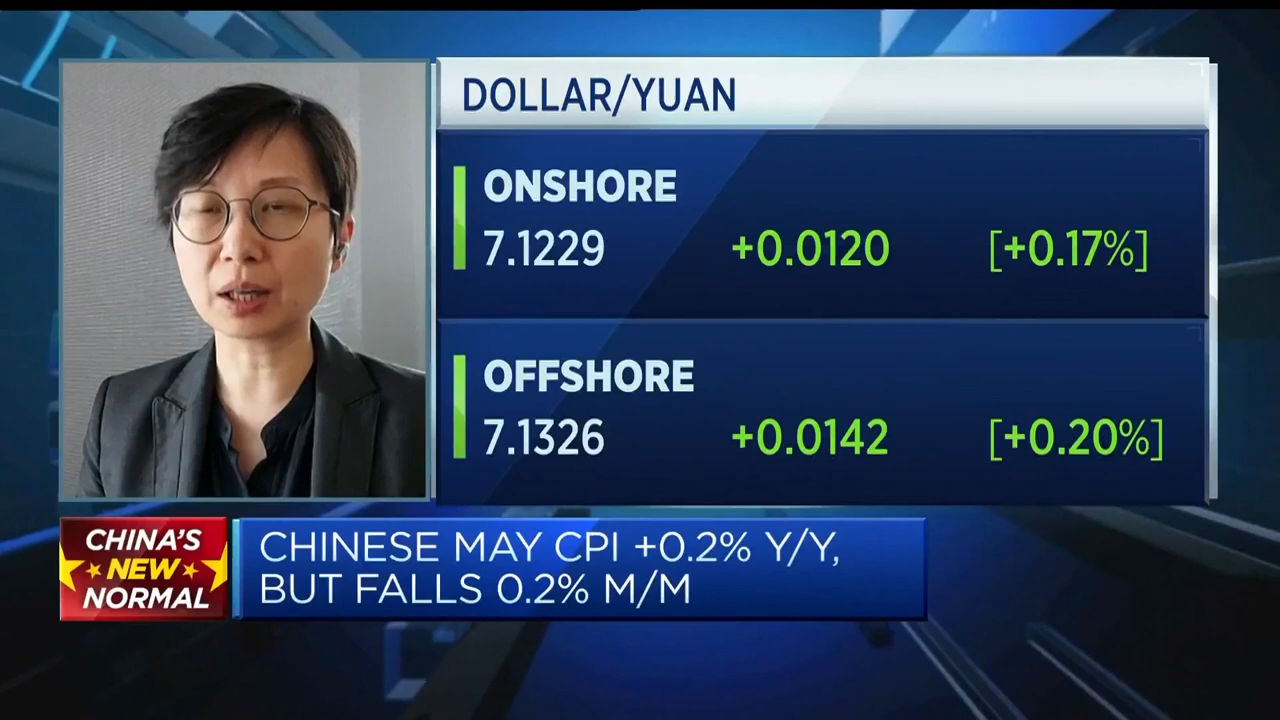 DOLLAR/YUAN
ONSHORE
7.1229 +0.0120 [+0.17%]
OFFSHORE
7.1326 +0.0142 [+0.20%]
CHINA'S
NEW
NORMAL
CHINESE MAY CPI +0.2% Y/Y,
BUT FALLS 0.2% M/M